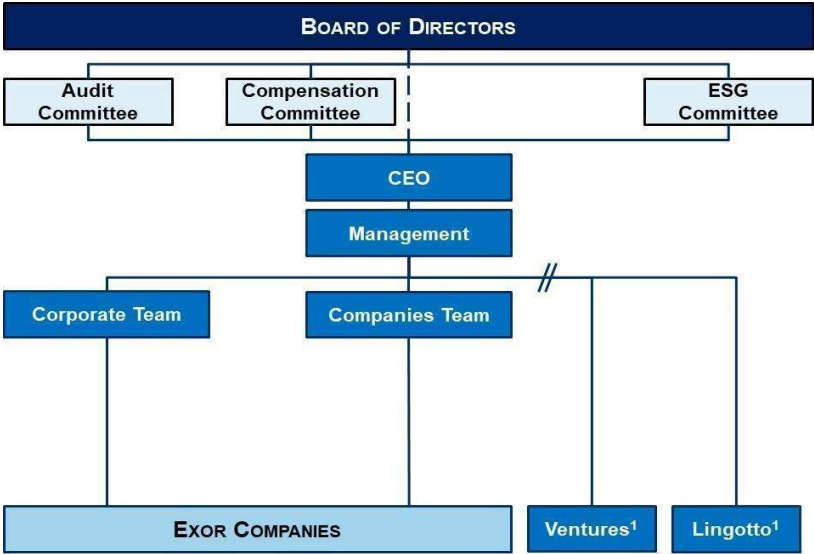 BOARD OF DIRECTORS
Audit
Committee
Compensation
Committee
ESG
Committee
CEO
Management
Corporate Team
Companies Team
EXOR COMPANIES
Ventures¹
Lingotto¹